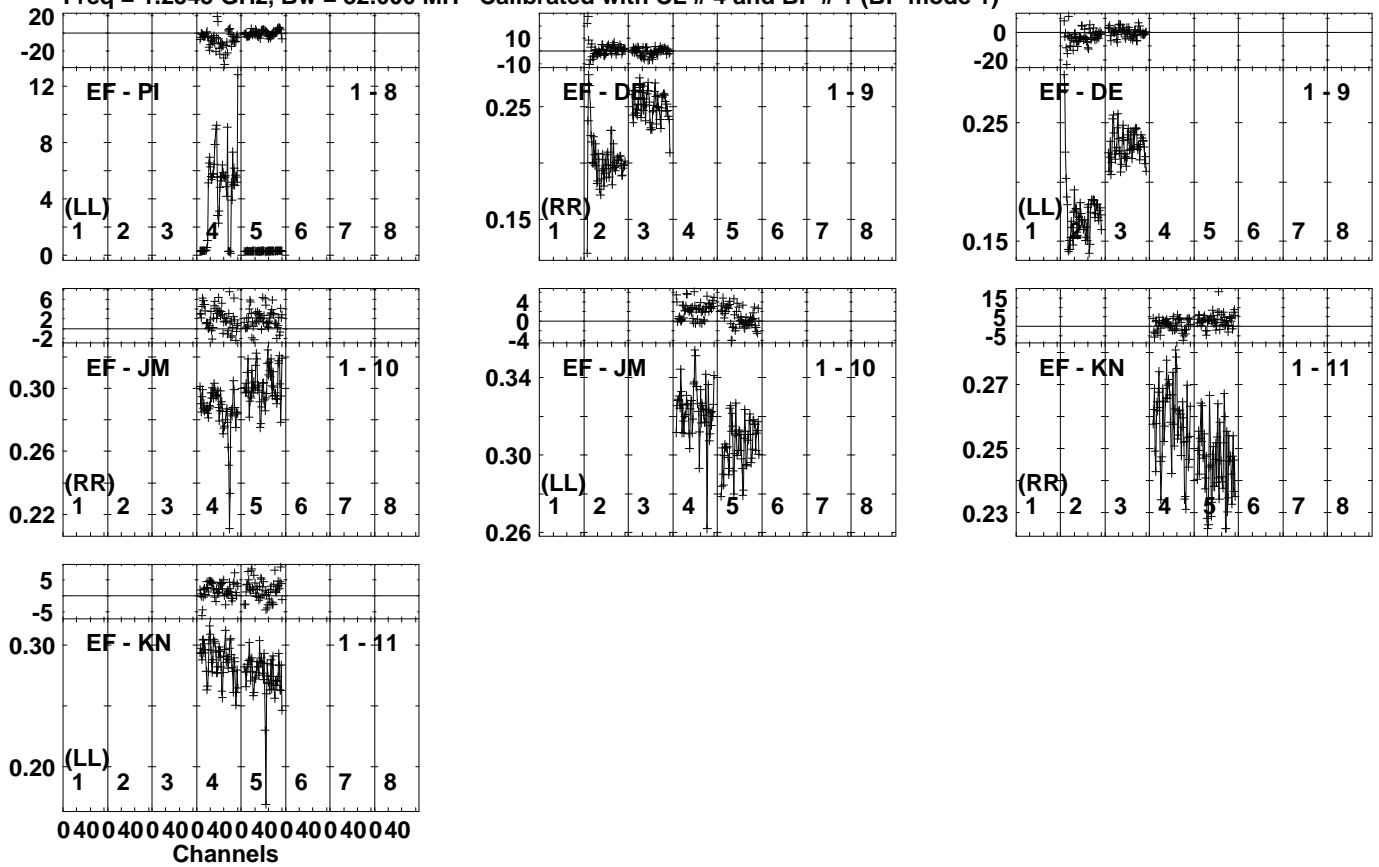 Freq = 1.2548 GHz, Bw = 32.000 MH Calibrated with CL # 4 and BP # 1 (BP mode 1)
20
-20
12
8
4
0
EF - PI 1 - 8
(LL)
1 2 3 4 5 6 7 8
10
-10
0.25
0.15
EF - DE 1 - 9
(RR)
1 2 3 4 5 6 7 8
0
-20
0.25
0.15
EF - DE 1 - 9
(LL)
1 2 3 4 5 6 7 8
6
2
-2
0.30
0.26
0.22
EF - JM 1 - 10
(RR)
1 2 3 4 5 6 7 8
4
0
-4
0.34
0.30
0.26
EF - JM 1 - 10
(LL)
1 2 3 4 5 6 7 8
15
5
-5
0.27
0.25
0.23
EF - KN 1 - 11
(RR)
1 2 3 4 5 6 7 8
5
-5
0.30
0.20
EF - KN 1 - 11
(LL)
1 2 3 4 5 6 7 8
0 40 0 40 0 40 0 40 0 40 0 40 0 40 0 40
Channels